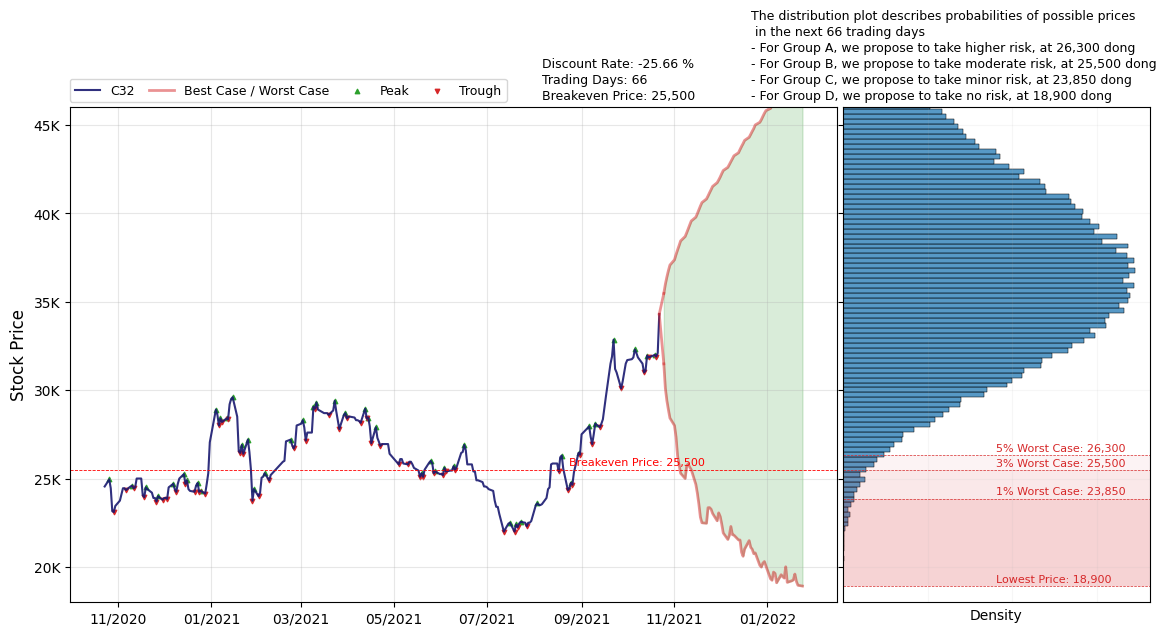 The distribution plot describes probabilities of possible prices
in the next 66 trading days
- For Group A, we propose to take higher risk, at 26,300 dong
- For Group B, we propose to take moderate risk, at 25,500 dong
- For Group C, we propose to take minor risk, at 23,850 dong
- For Group D, we propose to take no risk, at 18,900 dong
Discount Rate: -25.66 %
Trading Days: 66
Breakeven Price: 25,500
C32
Best Case / Worst Case
Peak
Trough
Stock Price
45K
40K
35K
30K
25K
20K
Breakeven Price: 25,500
5% Worst Case: 26,300
3% Worst Case: 25,500
1% Worst Case: 23,850
Lowest Price: 18,900
11/2020
01/2021
03/2021
05/2021
07/2021
09/2021
11/2021
01/2022
Density